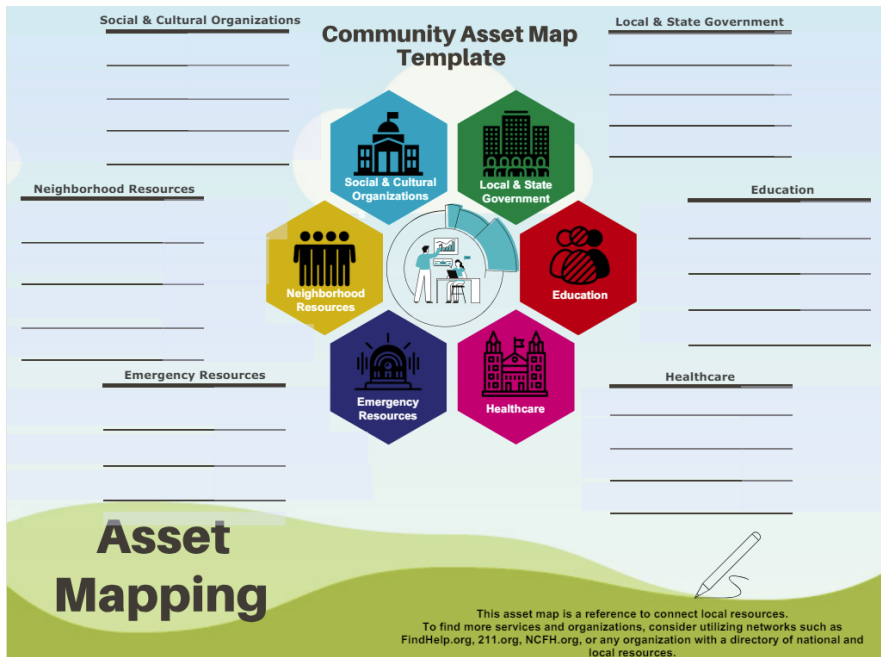 Social & Cultural Organizations
Community Asset Map
Template
Local & State Government
Neighborhood Resources
Education
Emergency Resources
Healthcare
Social & Cultural
Organizations
Local & State
Government
Neighborhood
Resources
Education
Emergency
Resources
Healthcare
Asset
Mapping
This asset map is a reference to connect local resources.
To find more services and organizations, consider utilizing networks such as
FindHelp.org, 211.org, NCFH.org, or any organization with a directory of national and
local resources.